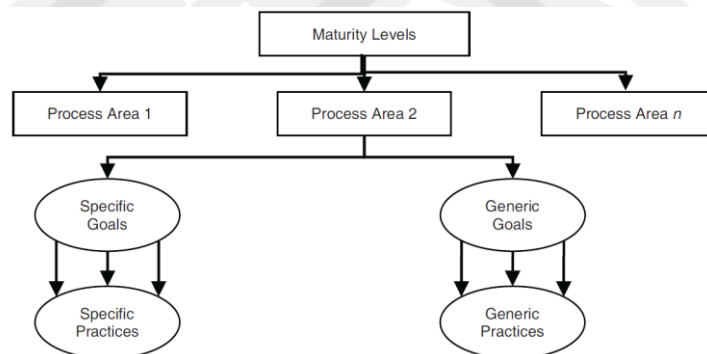 Maturity Levels
Process Area 1
Process Area 2
Process Area n
Specific
Goals
Generic
Goals
Specific
Practices
Generic
Practices